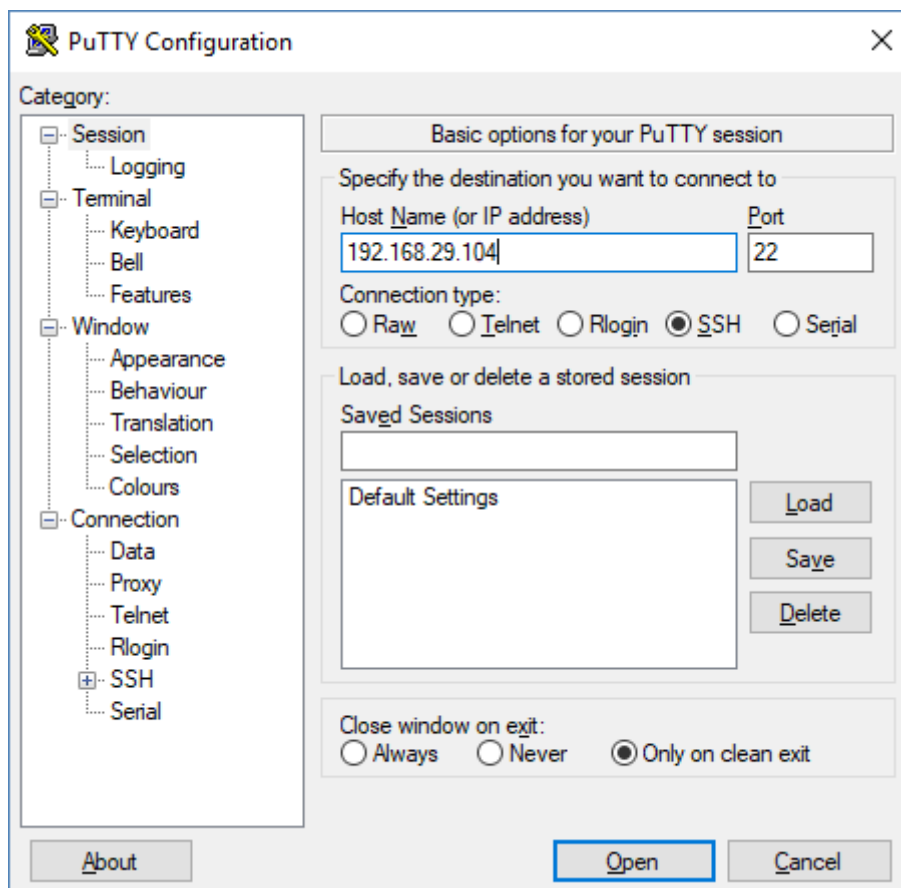 PuTTY Configuration
Category:
Session
Logging
Terminal
Keyboard
Bell
Features
Window
Appearance
Behaviour
Translation
Selection
Colours
Connection
Data
Proxy
Telnet
Rlogin
SSH
Serial
Basic options for your PuTTY session
Specify the destination you want to connect to
Host Name (or IP address) Port
192.168.29.104 22
Connection type:
Raw Telnet Rlogin SSH Serial
Load, save or delete a stored session
Saved Sessions
Default Settings
Load
Save
Delete
Close window on exit:
Always Never Only on clean exit
About Open Cancel